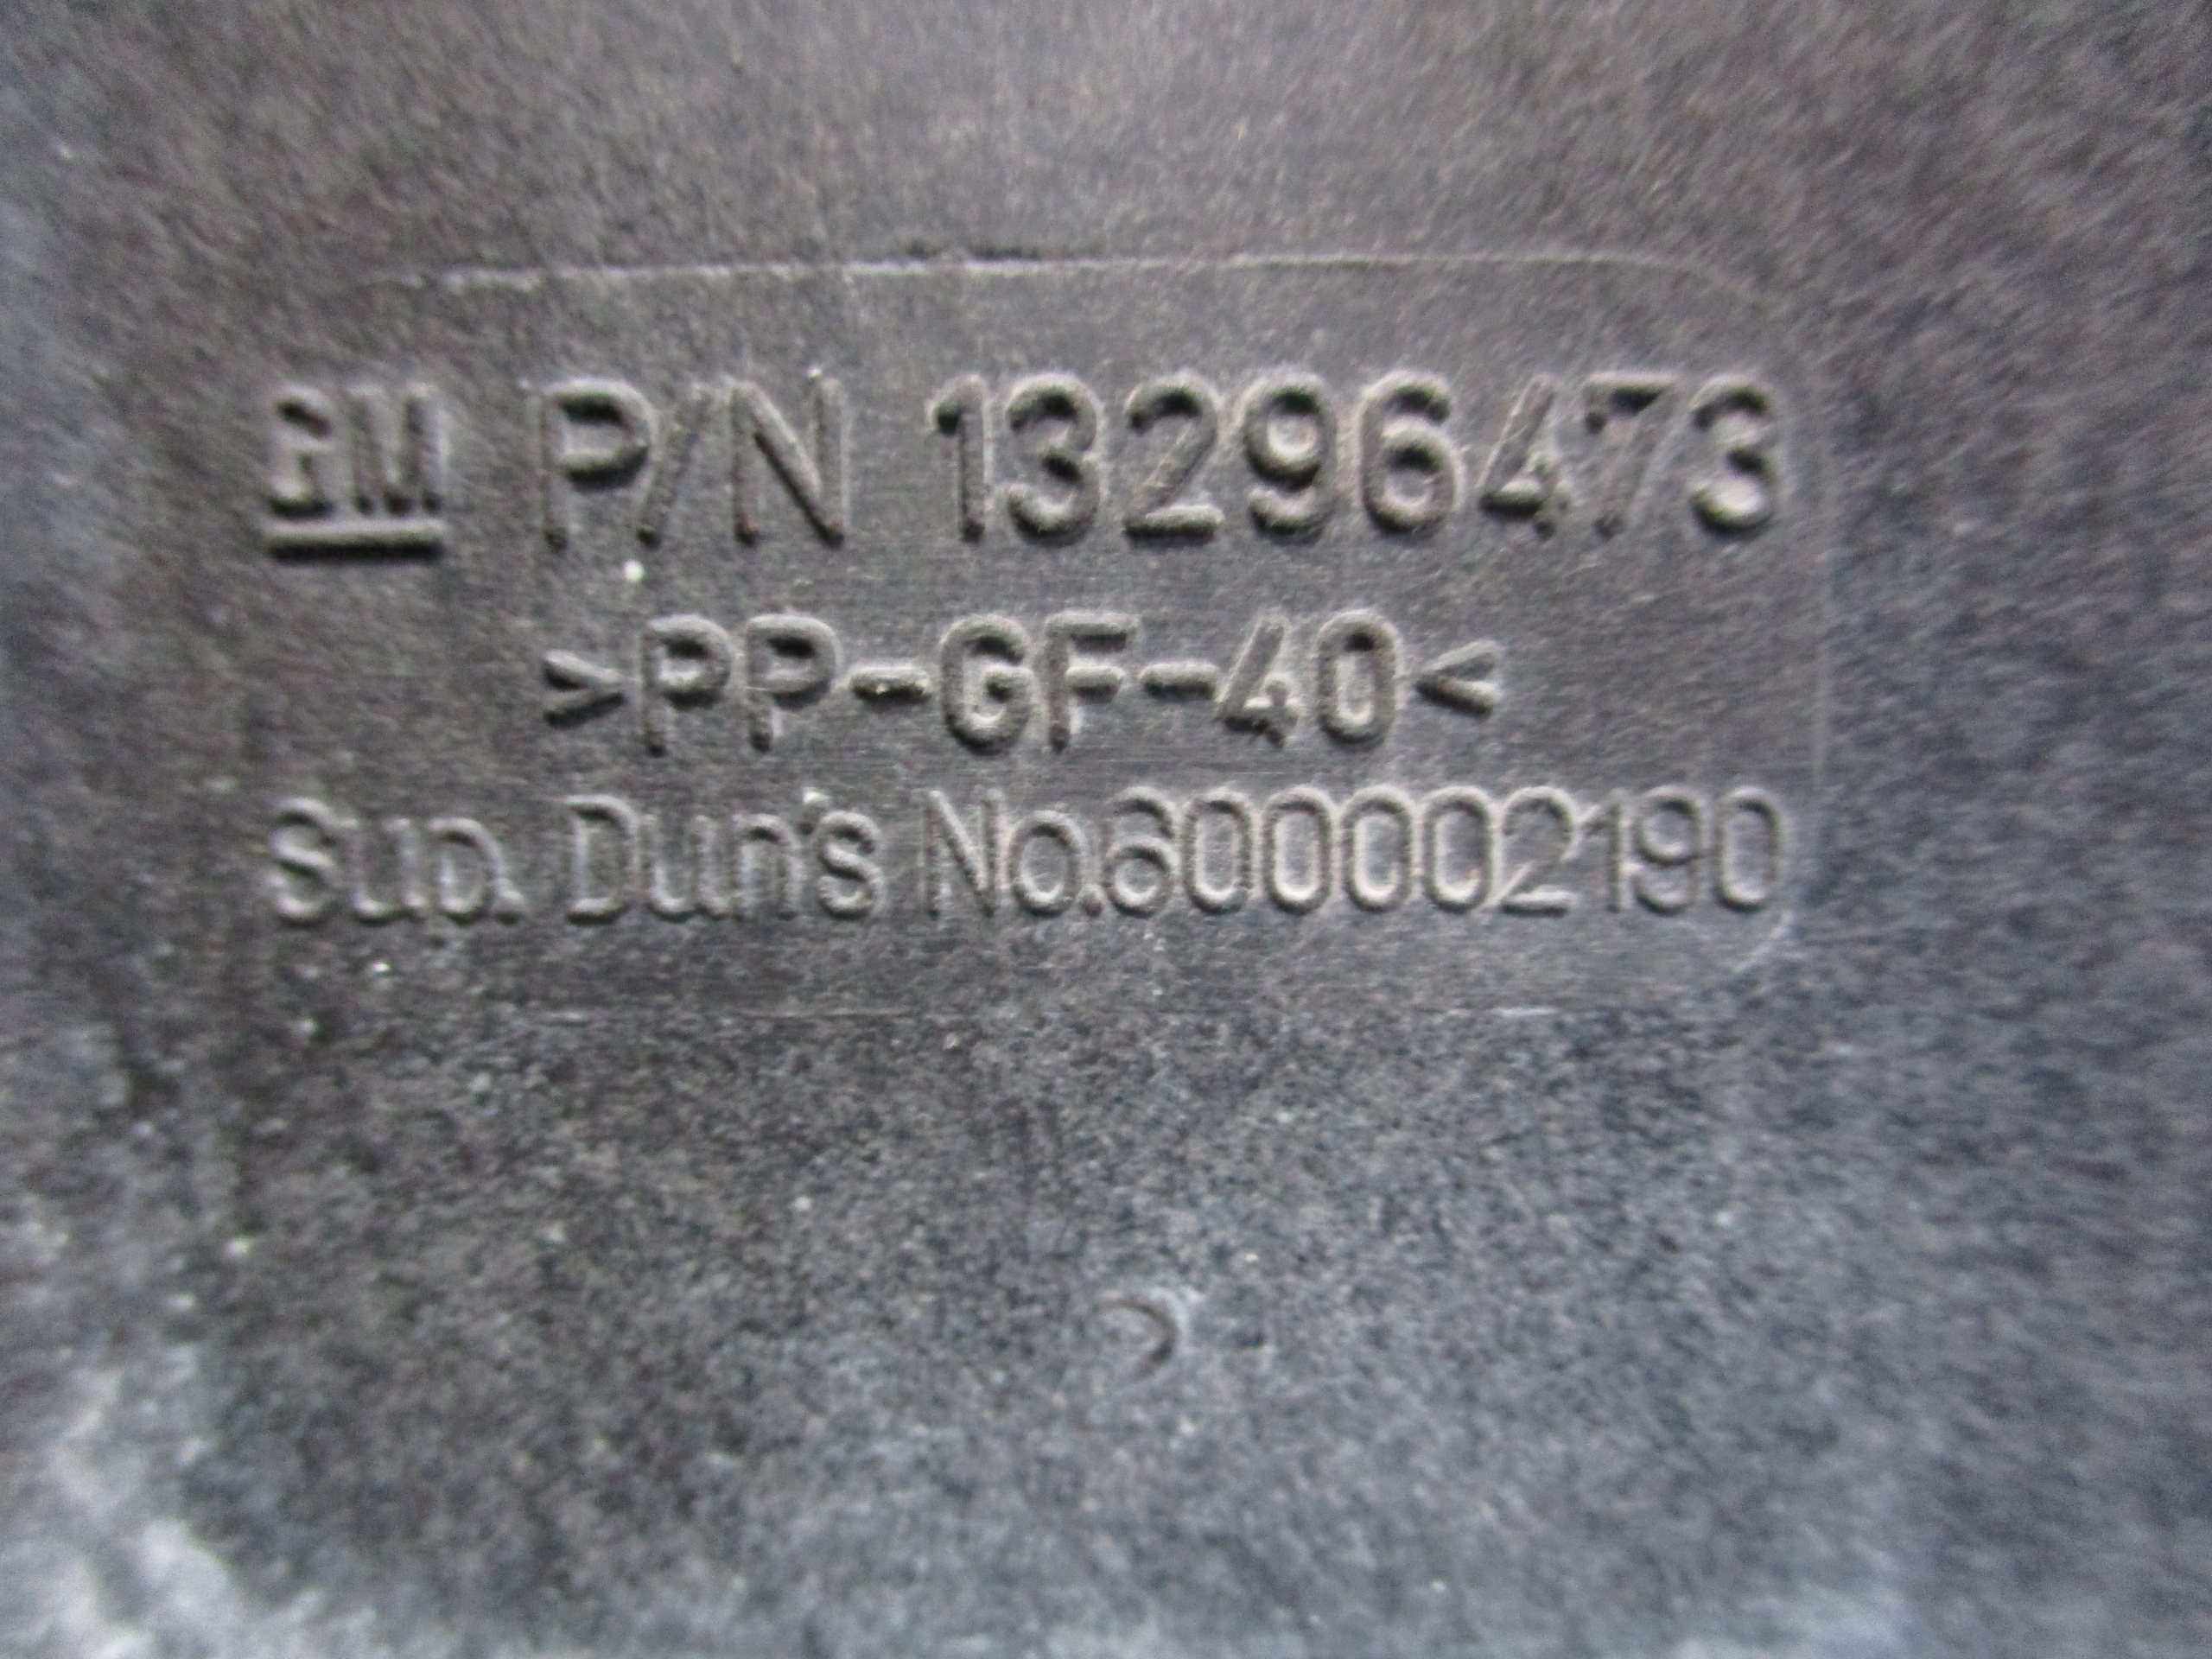 GM P/N 13296473
>PP-GF-40<
Sup. Dun's No.600002190